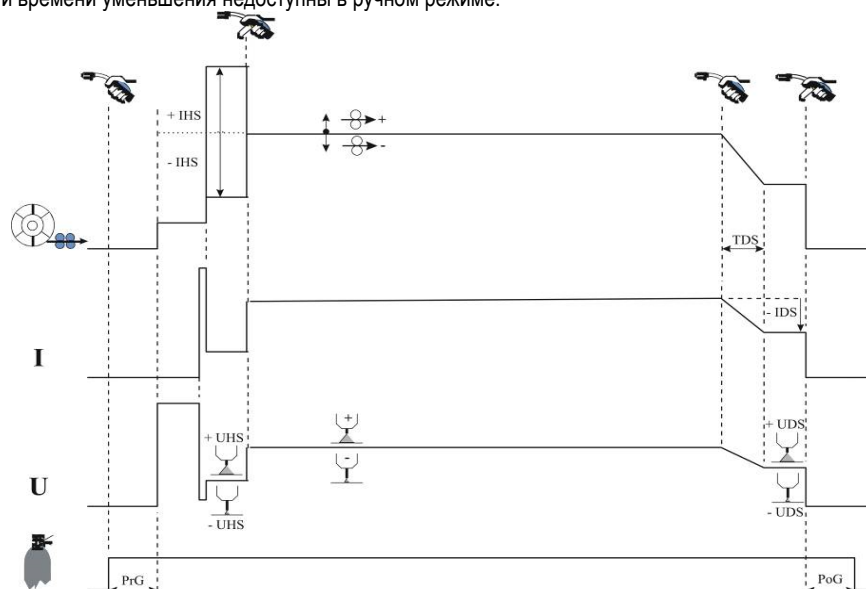 и времени уменьшения недоступны в ручном режиме.
+ IHS
- IHS
+
-
TDS
- IDS
I
+ UHS
- UHS
+
-
+ UDS
- UDS
U
PrG
PoG